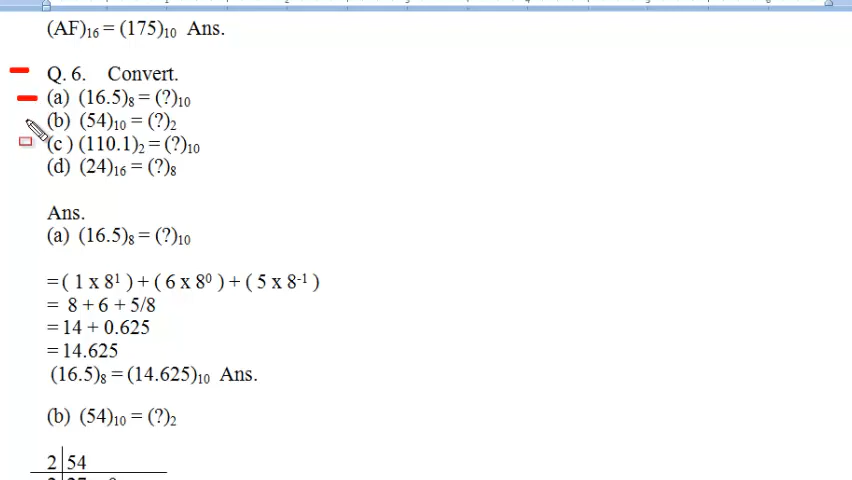 (AF)₁₆ = (175)₁₀ Ans.
Q. 6. Convert.
(a) (16.5)₈ = (?)₁₀
(b) (54)₁₀ = (?)₂
(c ) (110.1)₂ = (?)₁₀
(d) (24)₁₆ = (?)₈
Ans.
(a) (16.5)₈ = (?)₁₀
= ( 1 x 8¹ ) + ( 6 x 8⁰ ) + ( 5 x 8⁻¹ )
= 8 + 6 + 5/8
= 14 + 0.625
= 14.625
(16.5)₈ = (14.625)₁₀ Ans.
(b) (54)₁₀ = (?)₂
2 54